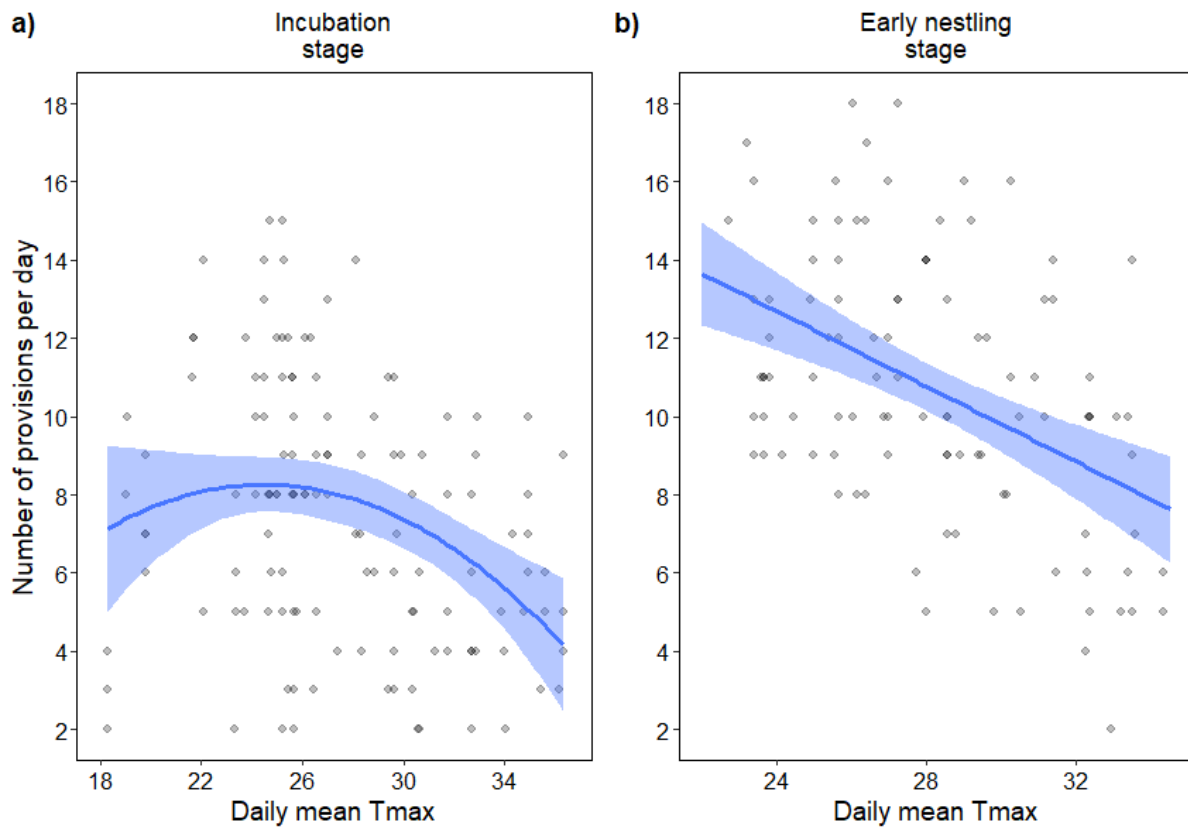 a)
Incubation
stage
b)
Early nestling
stage
Number of provisions per day
18
16
14
12
10
8
6
4
2
18 22 26 30 34
Daily mean Tmax
18
16
14
12
10
8
6
4
2
24 28 32
Daily mean Tmax